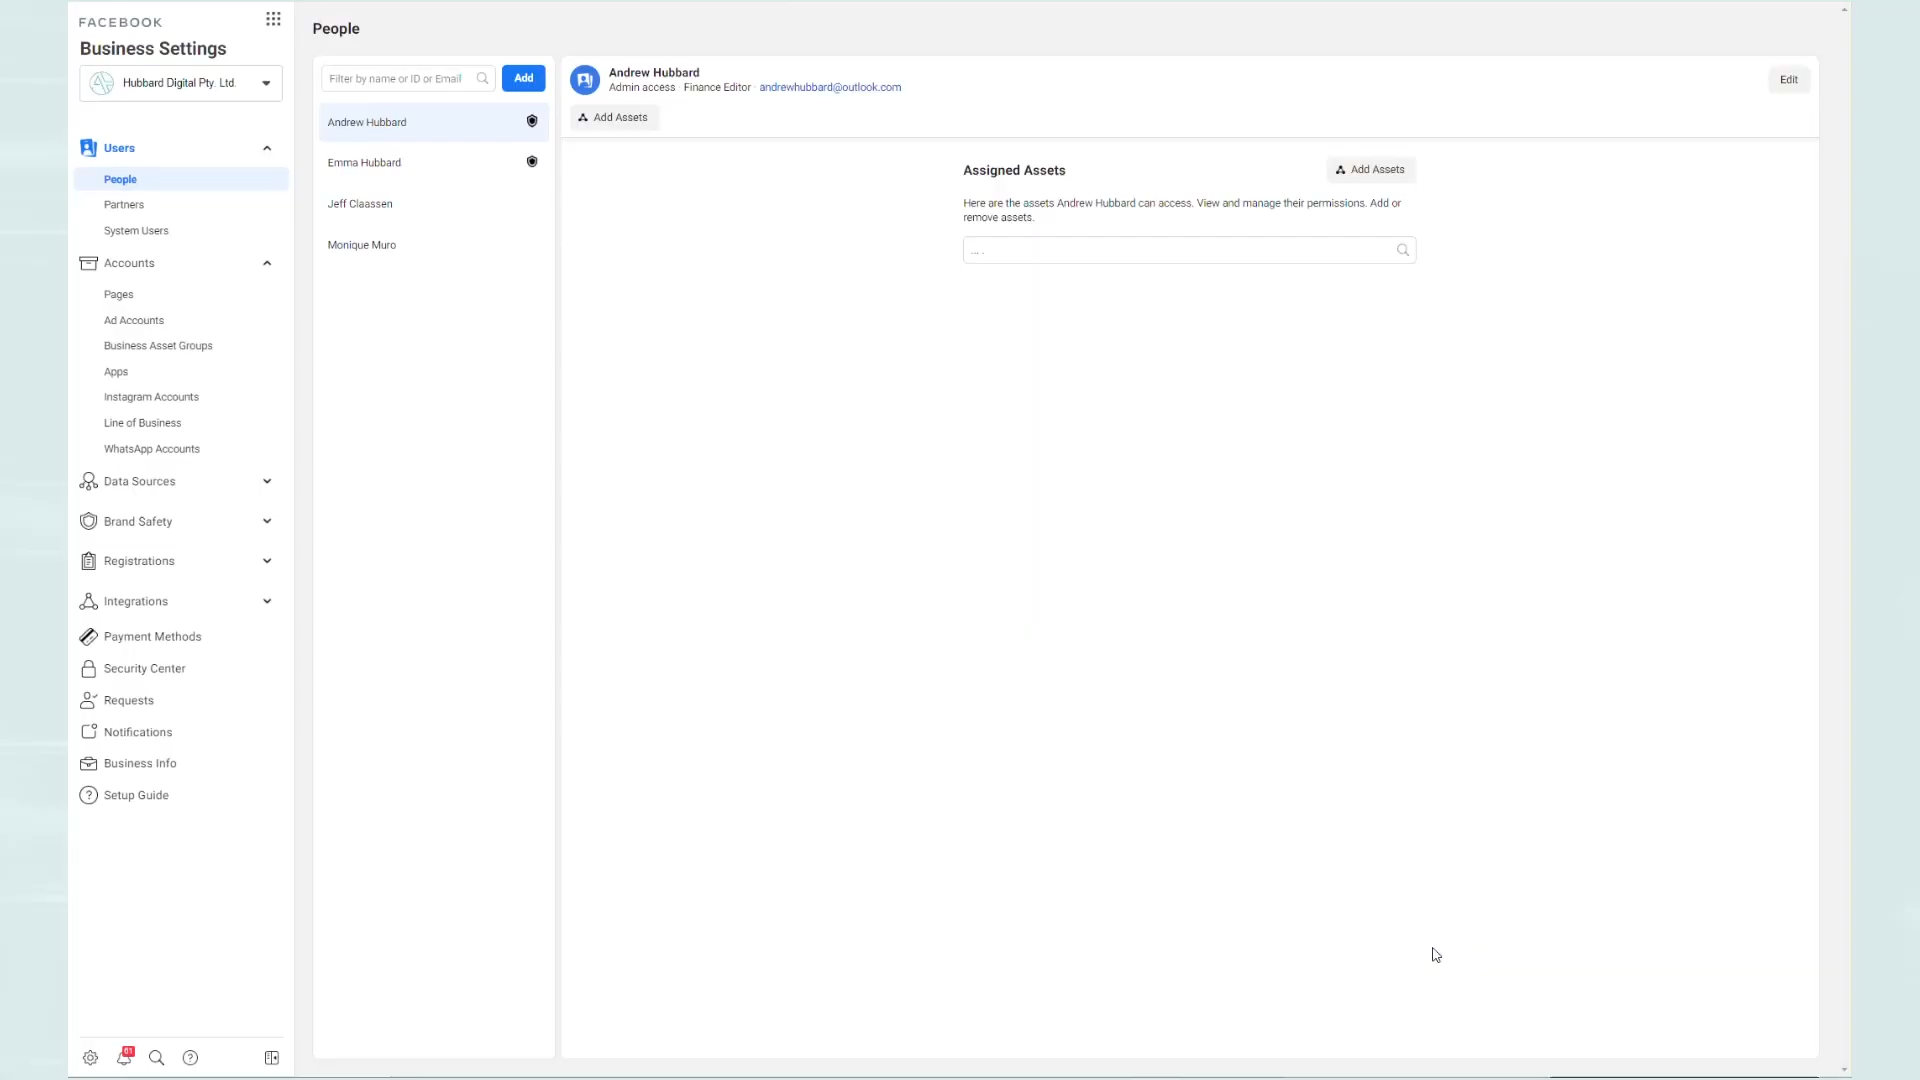 FACEBOOK
Business Settings
Hubbard Digital Pty. Ltd.
Users
People
Partners
System Users
Accounts
Pages
Ad Accounts
Business Asset Groups
Apps
Instagram Accounts
Line of Business
WhatsApp Accounts
Data Sources
Brand Safety
Registrations
Integrations
Payment Methods
Security Center
Requests
Notifications
Business Info
Setup Guide
61
People
Filter by name or ID or Email
Add
Andrew Hubbard
Emma Hubbard
Jeff Claassen
Monique Muro
Andrew Hubbard
Admin access · Finance Editor · andrewhubbard@outlook.com
Edit
Add Assets
Assigned Assets
Add Assets
Here are the assets Andrew Hubbard can access. View and manage their permissions. Add or
remove assets.
... .